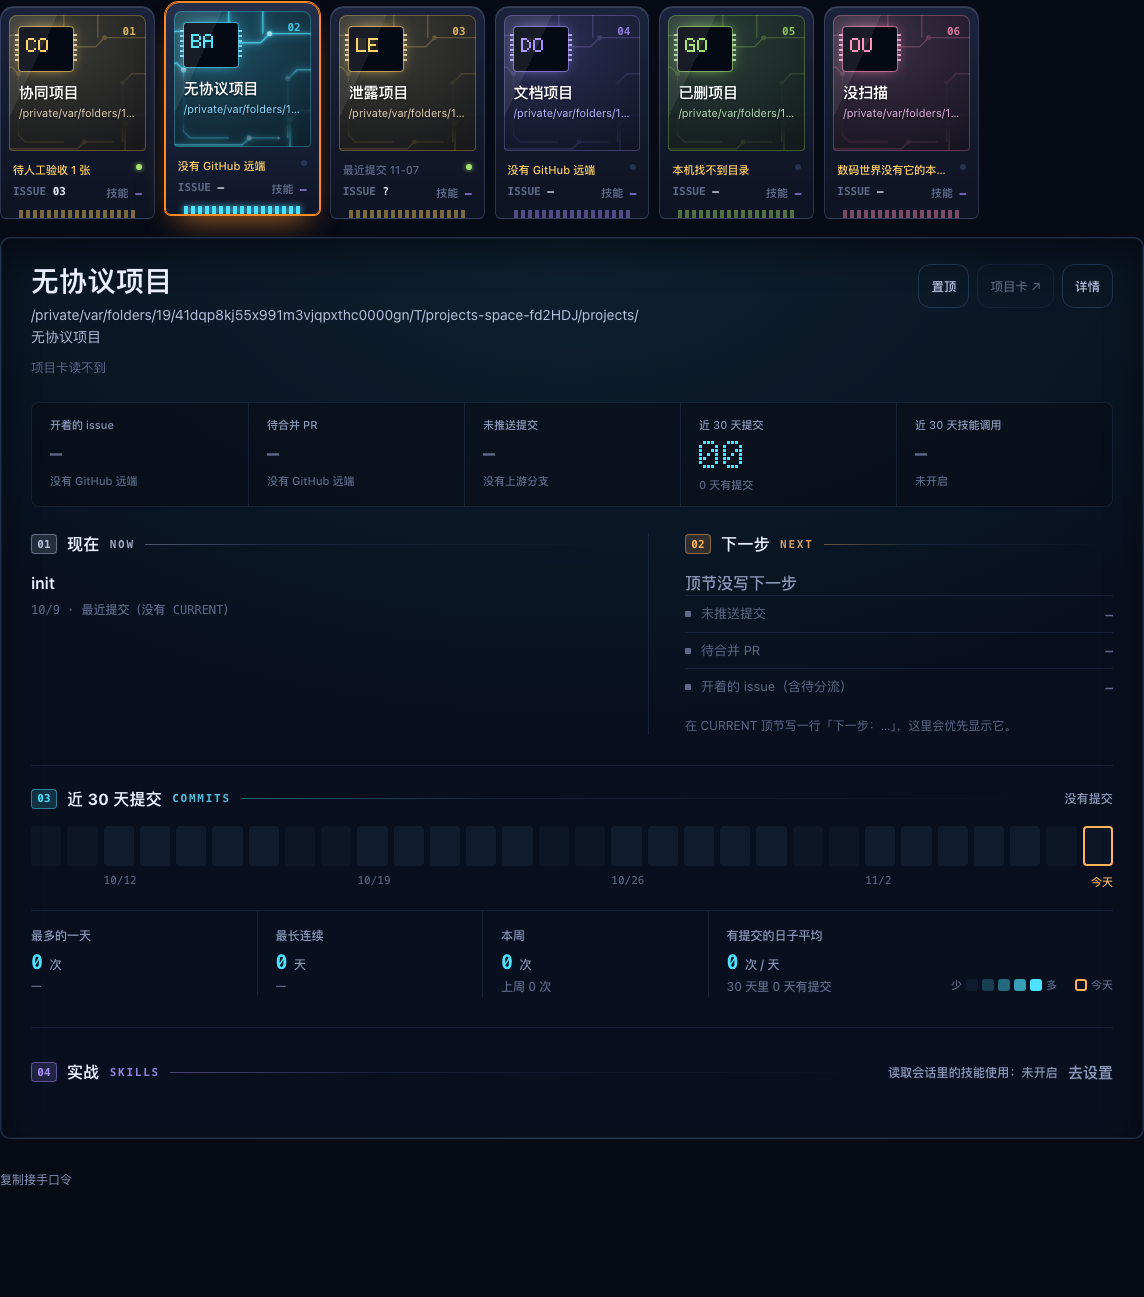 CO
01
协同项目
/private/var/folders/1...
待人工验收 1 张
ISSUE 03
技能 —
BA
02
无协议项目
/private/var/folders/1...
没有 GitHub 远端
ISSUE —
技能 —
LE
03
泄露项目
/private/var/folders/1...
最近提交 11-07
ISSUE ?
技能 —
DO
04
文档项目
/private/var/folders/1...
没有 GitHub 远端
ISSUE —
技能 —
GO
05
已删项目
/private/var/folders/1...
本机找不到目录
ISSUE —
技能 —
OU
06
没扫描
/private/var/folders/1...
数码世界没有它的本...
ISSUE —
技能 —
无协议项目
置顶
项目卡 ↗
详情
/private/var/folders/19/41dqp8kj55x991m3vjqpxthc0000gn/T/projects-space-fd2HDJ/projects/
无协议项目
项目卡读不到
开着的 issue
—
没有 GitHub 远端
待合并 PR
—
没有 GitHub 远端
未推送提交
—
没有上游分支
近 30 天提交
00
0 天有提交
近 30 天技能调用
—
未开启
01 现在 NOW
init
10/9 · 最近提交（没有 CURRENT）
02 下一步 NEXT
顶节没写下一步
未推送提交 —
待合并 PR —
开着的 issue（含待分流） —
在 CURRENT 顶节写一行「下一步：…」，这里会优先显示它。
03 近 30 天提交 COMMITS
没有提交
10/12
10/19
10/26
11/2
今天
最多的一天
0 次
—
最长连续
0 天
—
本周
0 次
上周 0 次
有提交的日子平均
0 次 / 天
30 天里 0 天有提交
少
多
今天
04 实战 SKILLS
读取会话里的技能使用：未开启
去设置
复制接手口令